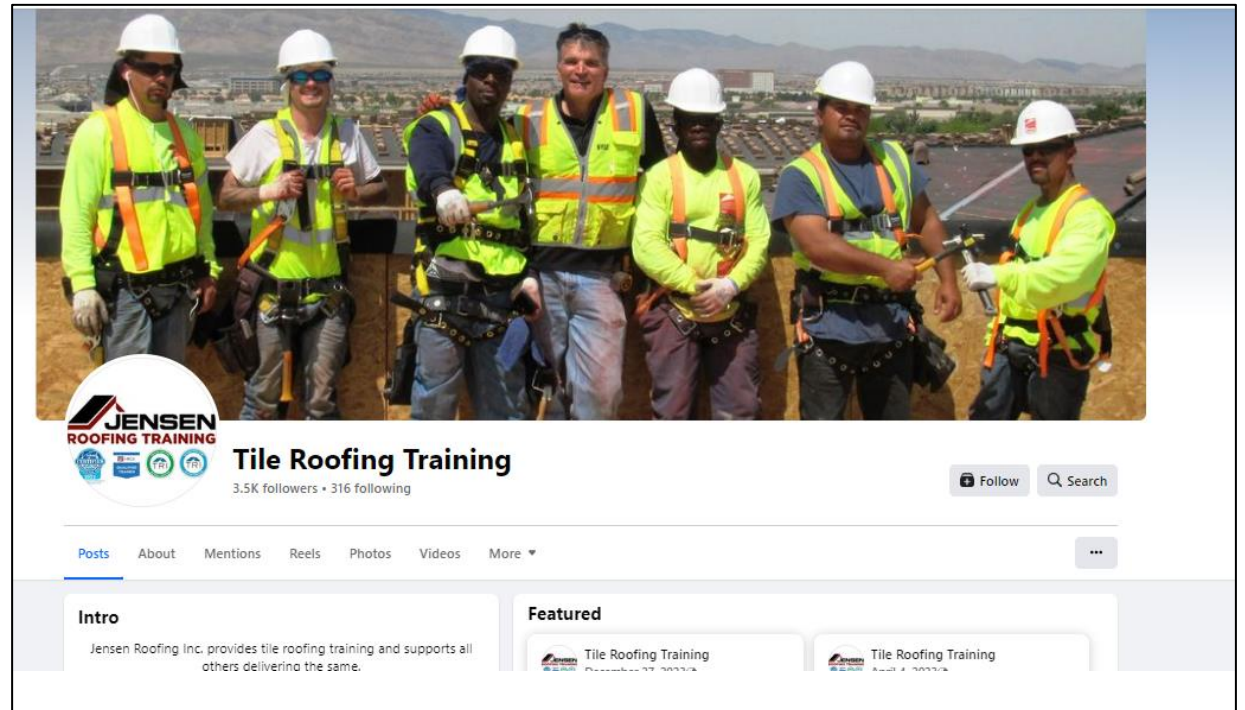 JENSEN
ROOFING TRAINING
TRI
TRI
Tile Roofing Training
3.5K followers • 316 following
Follow
Search
Posts
About
Mentions
Reels
Photos
Videos
More
Intro
Jensen Roofing Inc. provides tile roofing training and supports all
others delivering the same.
Featured
Tile Roofing Training
Tile Roofing Training